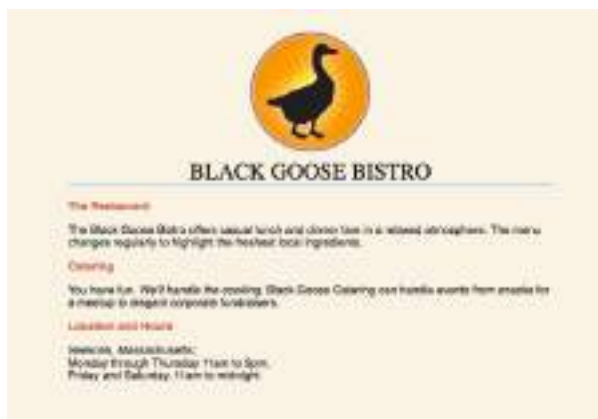 BLACK GOOSE BISTRO
The Restaurant
The Black Goose Bistro offers casual lunch and dinner fare in a relaxed atmosphere. The menu
changes regularly to highlight the freshest local ingredients.
Catering
You have fun. We'll handle the cooking. Black Goose Catering can handle events from snacks for
a meetup to elegant corporate fundraisers.
Location and Hours
Massachusetts;
Monday through Thursday 11am to 9pm,
Friday and Saturday, 11am to midnight